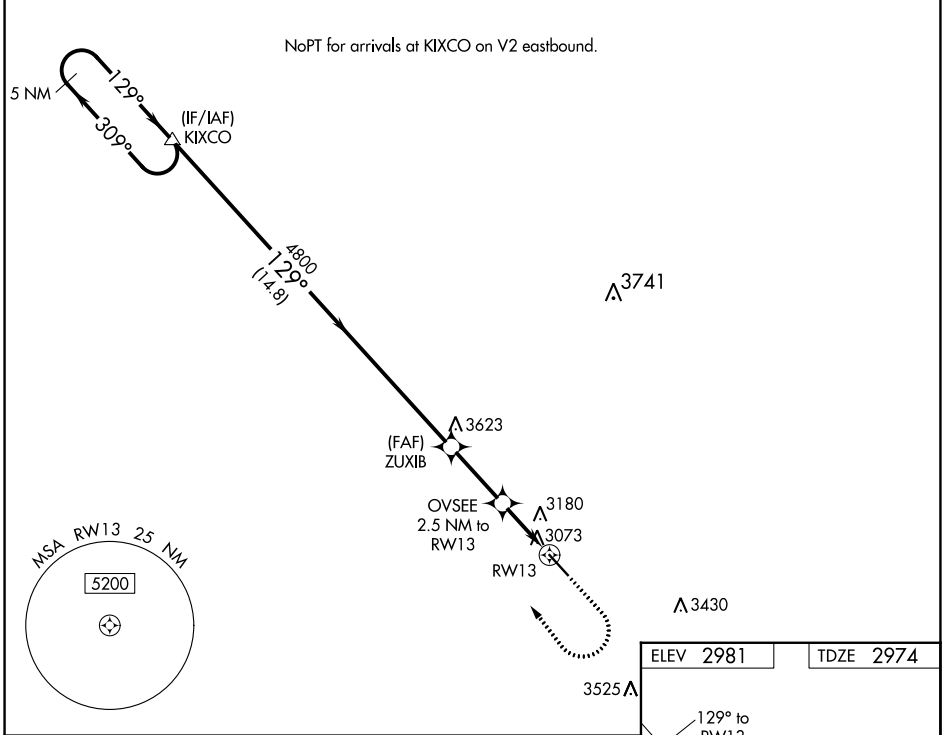 NoPT for arrivals at KIXCO on V2 eastbound.
5 NM
129°
309°
(IF/IAF)
KIXCO
4800
129°
(14.8)
3741
3623
(FAF)
ZUXIB
OVSEE
2.5 NM to
RW13
3180
3073
RW13
MSA RW13 25 NM
5200
3430
ELEV 2981
TDZE 2974
3525
129° to
RW13